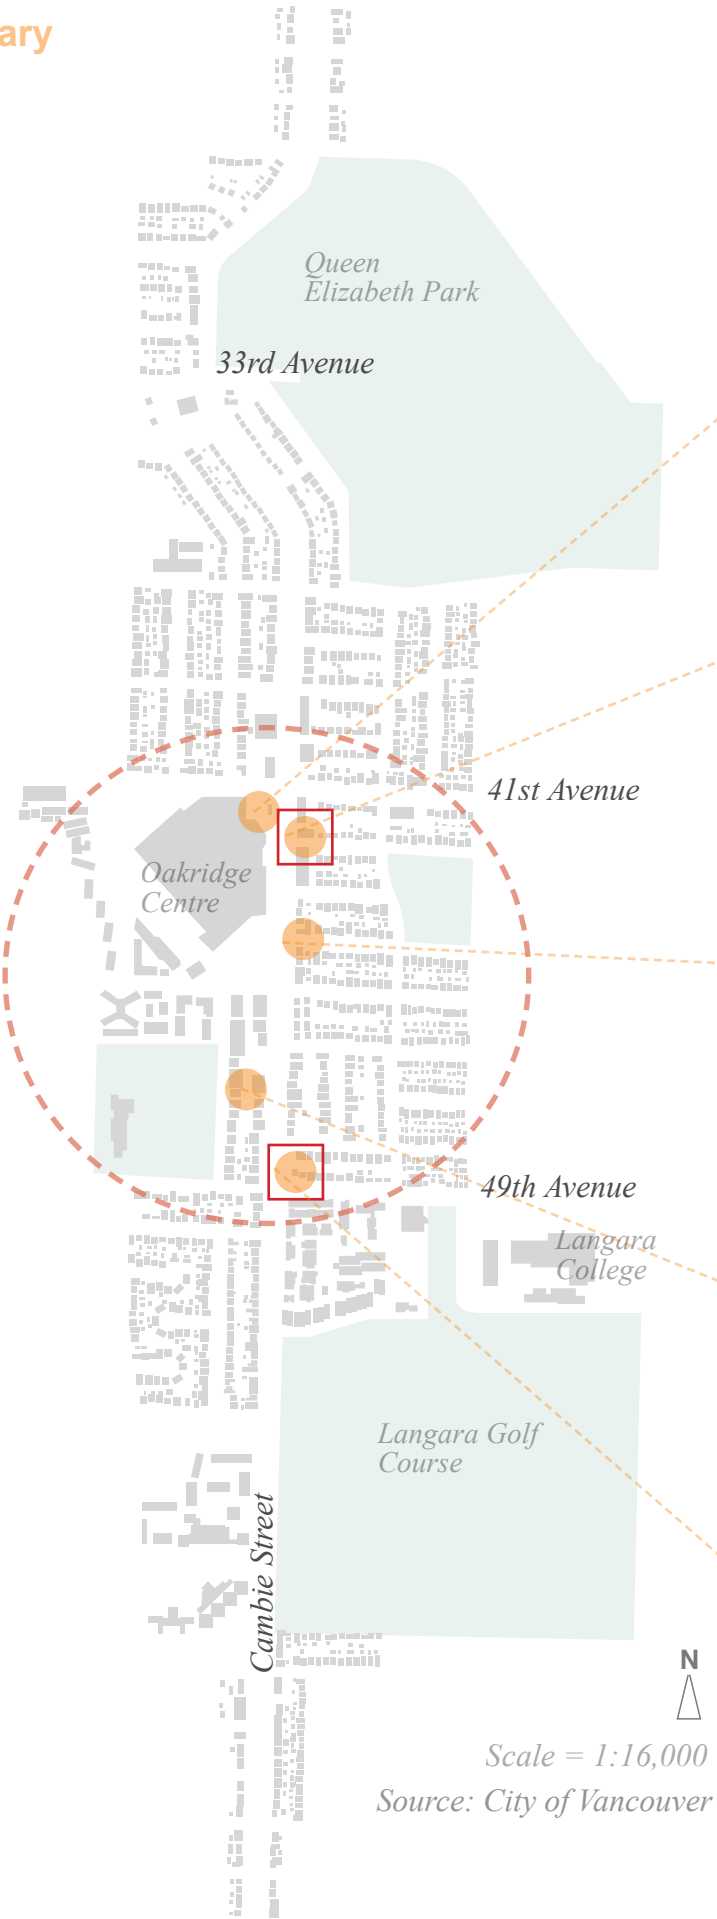 ary
Queen
Elizabeth Park
33rd Avenue
41st Avenue
Oakridge
Centre
49th Avenue
Langara
College
Langara Golf
Course
Cambie Street
N
Scale = 1:16,000
Source: City of Vancouver